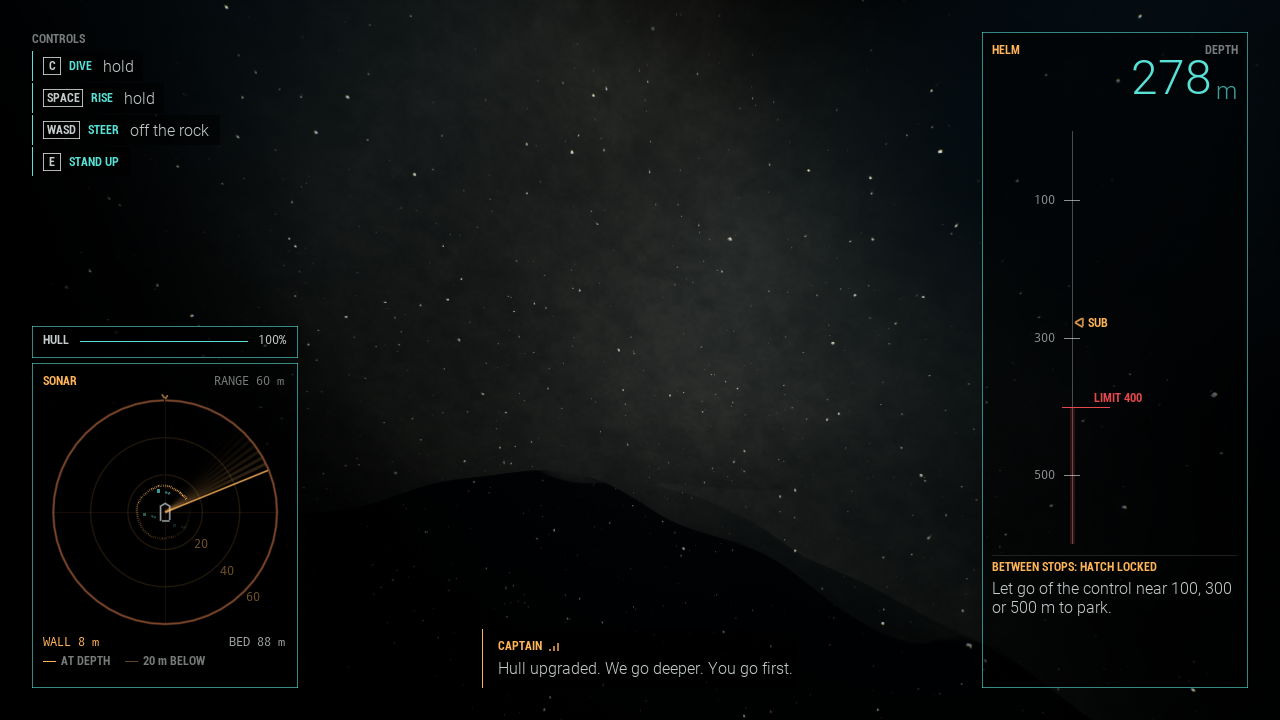 CONTROLS
C DIVE hold
SPACE RISE hold
WASD STEER off the rock
E STAND UP
HULL 100%
SONAR RANGE 60 m
20
40
60
WALL 8 m BED 88 m
AT DEPTH 20 m BELOW
CAPTAIN
Hull upgraded. We go deeper. You go first.
HELM DEPTH
278 m
100
SUB
300
LIMIT 400
500
BETWEEN STOPS: HATCH LOCKED
Let go of the control near 100, 300
or 500 m to park.